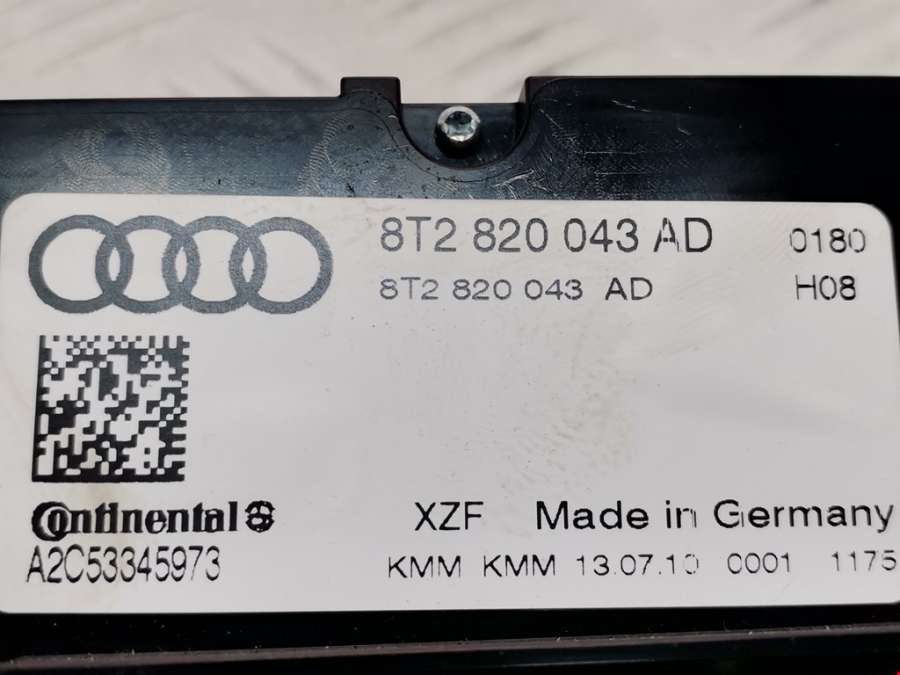 8T2 820 043 AD 0180
8T2 820 043 AD H08
Continental
A2C53345973
XZF Made in Germany
KMM KMM 13.07.10 0001 1175